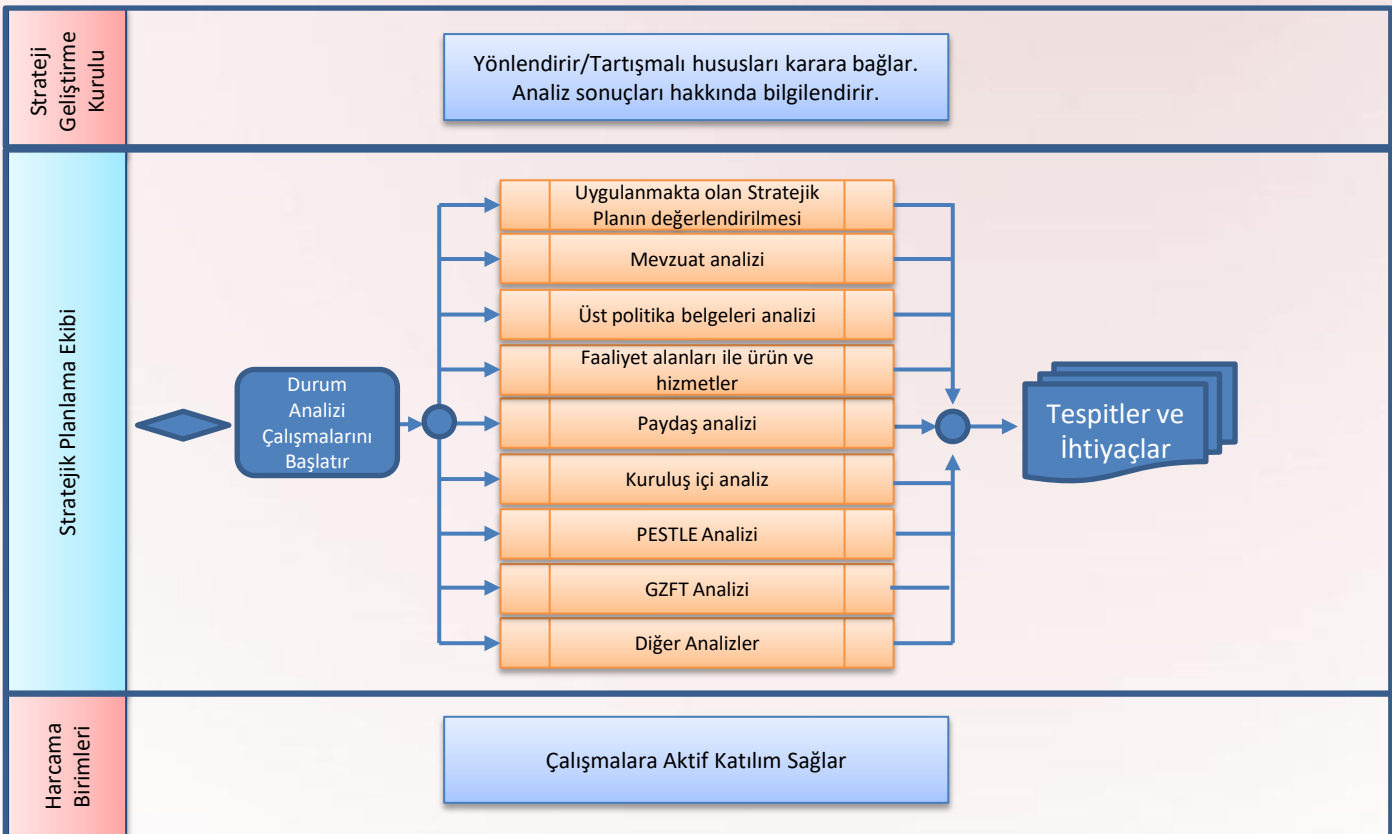 Strateji
Geliştirme
Kurulu
Yönlendirir/Tartışmalı hususları karara bağlar.
Analiz sonuçları hakkında bilgilendirir.
Stratejik Planlama Ekibi
Durum
Analizi
Çalışmalarını
Başlatır
Uygulanmakta olan Stratejik
Planın değerlendirilmesi
Mevzuat analizi
Üst politika belgeleri analizi
Faaliyet alanları ile ürün ve
hizmetler
Paydaş analizi
Kuruluş içi analiz
PESTLE Analizi
GZFT Analizi
Diğer Analizler
Tespitler ve
İhtiyaçlar
Harcama
Birimleri
Çalışmalara Aktif Katılım Sağlar